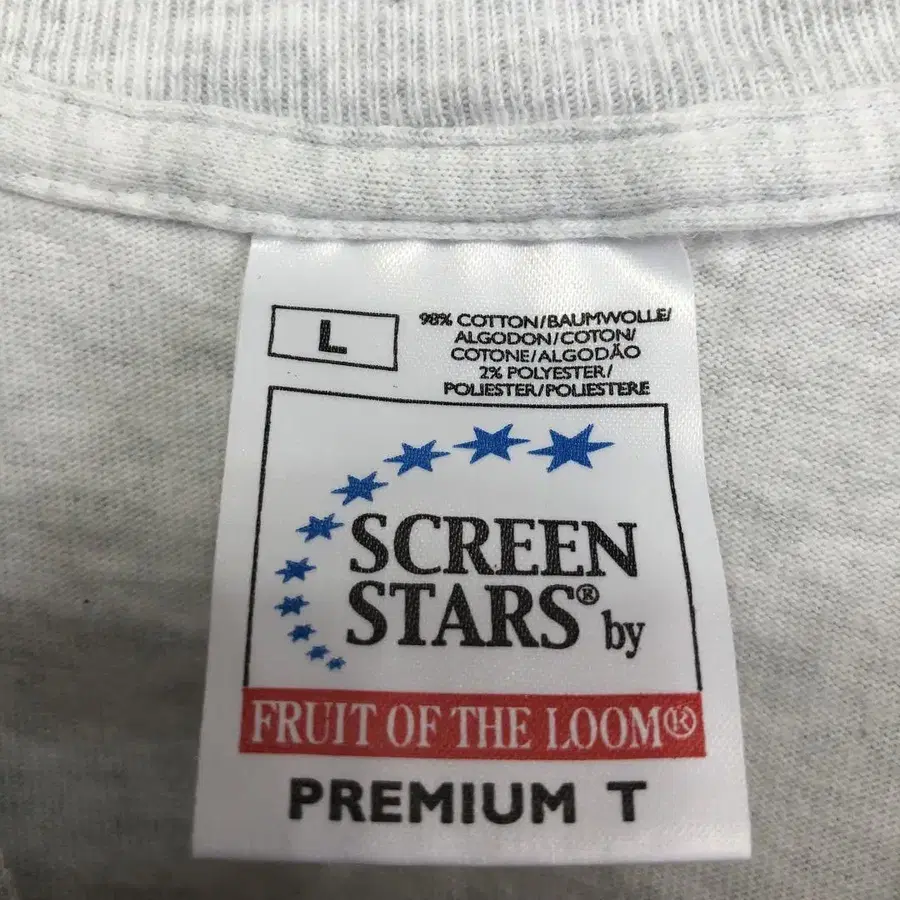 L
98% COTTON/BAUMWOLLE/
ALGODON/COTON/
COTONE/ALGODÃO
2% POLYESTER/
POLIESTER/POLIESTERE
SCREEN
STARS® by
FRUIT OF THE LOOM®
PREMIUM T